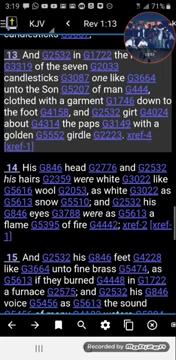 3:19
84%
KJV
Rev 1:13
candlesticks;
13 And G2532 in G1722 the
G3319 of the seven G2033
candlesticks G3087 one like G3664
unto the Son G5207 of man G444,
clothed with a garment G1746 down to
the foot G4158, and G2532 girt G4024
about G4314 the paps G3149 with a
golden G5552 girdle G2223. xref-4
[xref-1]
14 His G846 head G2776 and G2532
his hairs G2359 were white G3022 like
G5616 wool G2053, as white G3022 as
G5613 snow G5510; and G2532 his
G846 eyes G3788 were as G5613 a
flame G5395 of fire G4442; xref-2 [xref-
1]
15 And G2532 his G846 feet G4228
like G3664 unto fine brass G5474, as
G5613 if they burned G4448 in G1722
a furnace G2575; and G2532 his G846
voice G5456 as G5613 the sound